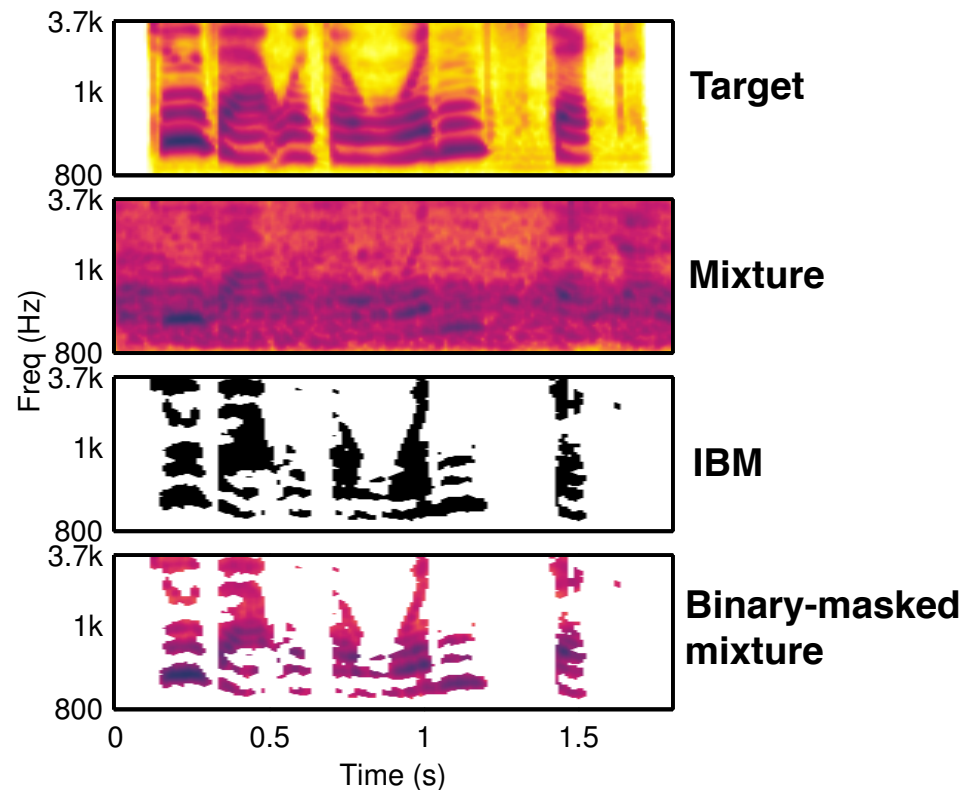 3.7k
1k
800
Target
3.7k
1k
800
Mixture
Freq (Hz)
3.7k
1k
800
IBM
3.7k
1k
800
Binary-masked
mixture
0 0.5 1 1.5
Time (s)